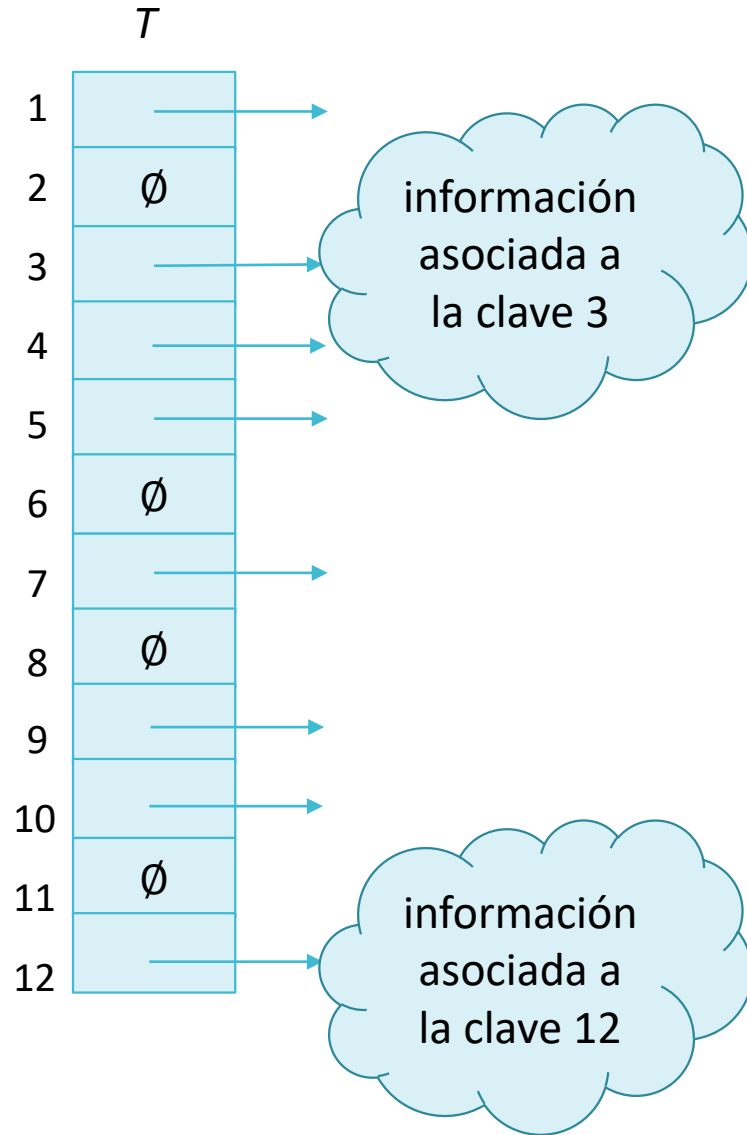 T
1
2 Ø
información
asociada a
la clave 3
3
4
5
6 Ø
7
8 Ø
9
10
11 Ø
información
asociada a
la clave 12
12